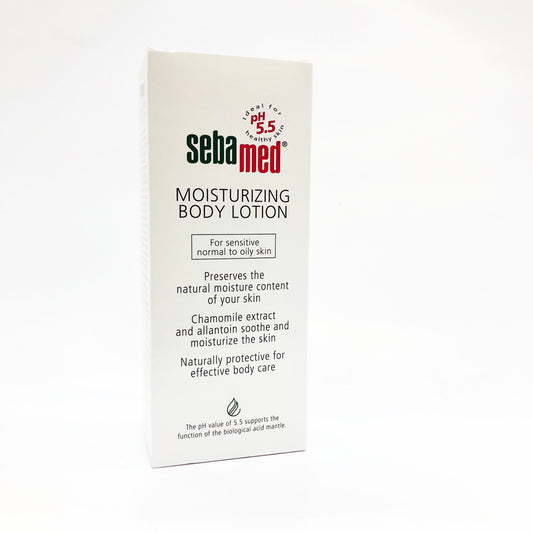 Ideal for
pH
5.5
healthy skin
sebamed®
MOISTURIZING
BODY LOTION
For sensitive
normal to oily skin
Preserves the
natural moisture content
of your skin
Chamomile extract
and allantoin soothe and
moisturize the skin
Naturally protective for
effective body care
The pH value of 5.5 supports the
function of the biological acid mantle.